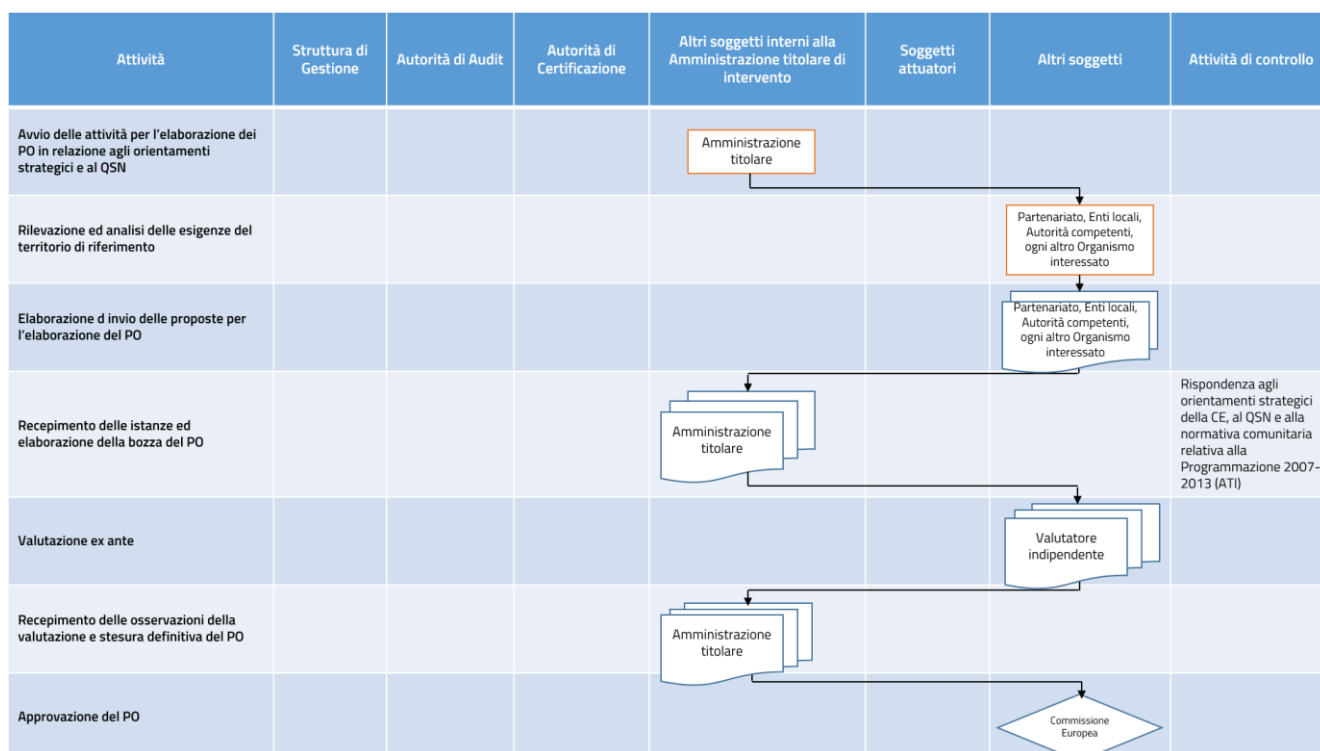 Attività
Struttura di
Gestione
Autorità di Audit
Autorità di
Certificazione
Altri soggetti interni alla
Amministrazione titolare di
intervento
Soggetti
attuatori
Altri soggetti
Attività di controllo
Avvio delle attività per l'elaborazione dei
PO in relazione agli orientamenti
strategici e al QSN
Amministrazione
titolare
Rilevazione ed analisi delle esigenze del
territorio di riferimento
Partenariato, Enti locali,
Autorità competenti,
ogni altro Organismo
interessato
Elaborazione d invio delle proposte per
l'elaborazione del PO
Partenariato, Enti locali,
Autorità competenti,
ogni altro Organismo
interessato
Recepimento delle istanze ed
elaborazione della bozza del PO
Amministrazione
titolare
Rispondenza agli
orientamenti strategici
della CE, al QSN e alla
normativa comunitaria
relativa alla
Programmazione 2007-
2013 (ATI)
Valutazione ex ante
Valutatore
indipendente
Recepimento delle osservazioni della
valutazione e stesura definitiva del PO
Amministrazione
titolare
Approvazione del PO
Commissione
Europea